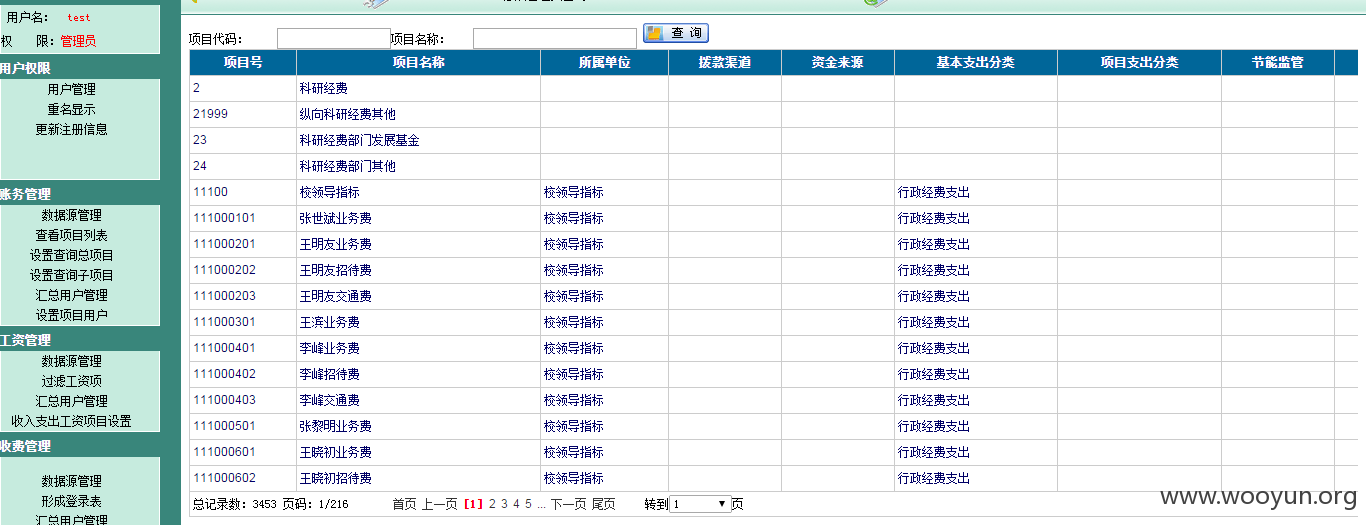 用户名： test
权 限：管理员
用户权限
用户管理
重名显示
更新注册信息
账务管理
数据源管理
查看项目列表
设置查询总项目
设置查询子项目
汇总用户管理
设置项目用户
工资管理
数据源管理
过滤工资项
汇总用户管理
收入支出工资项目设置
收费管理
数据源管理
形成登录表
汇总用户管理
项目代码： 项目名称： 查 询
项目号 项目名称 所属单位 拨款渠道 资金来源 基本支出分类 项目支出分类 节能监管
2 科研经费
21999 纵向科研经费其他
23 科研经费部门发展基金
24 科研经费部门其他
11100 校领导指标 校领导指标 行政经费支出
111000101 张世斌业务费 校领导指标 行政经费支出
111000201 王明友业务费 校领导指标 行政经费支出
111000202 王明友招待费 校领导指标 行政经费支出
111000203 王明友交通费 校领导指标 行政经费支出
111000301 王滨业务费 校领导指标 行政经费支出
111000401 李峰业务费 校领导指标 行政经费支出
111000402 李峰招待费 校领导指标 行政经费支出
111000403 李峰交通费 校领导指标 行政经费支出
111000501 张黎明业务费 校领导指标 行政经费支出
111000601 王晓初业务费 校领导指标 行政经费支出
111000602 王晓初招待费 校领导指标 行政经费支出
总记录数：3453 页码：1/216 首页 上一页 [1] 2 3 4 5 ... 下一页 尾页 转到 1 页
www.wooyun.org